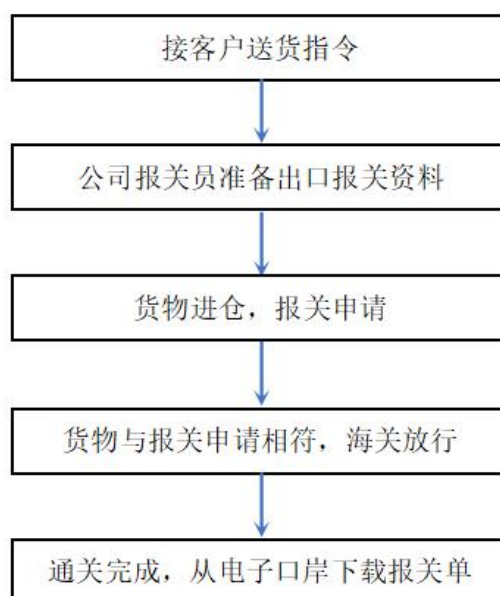 接客户送货指令
公司报关员准备出口报关资料
货物进仓，报关申请
货物与报关申请相符，海关放行
通关完成，从电子口岸下载报关单